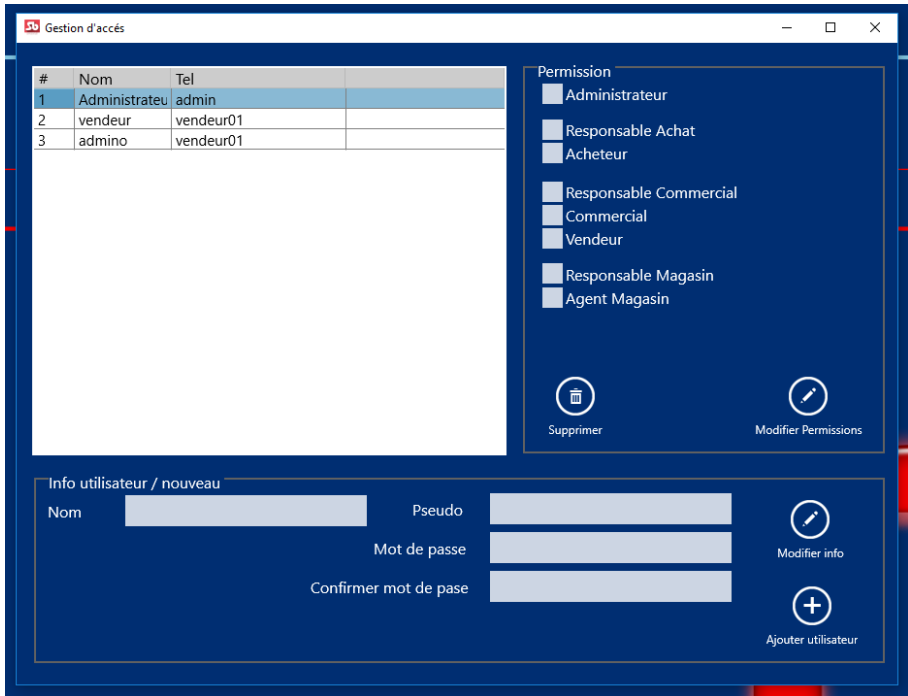 Sb Gestion d'accés
# Nom Tel
1 Administrateu admin
2 vendeur vendeur01
3 admino vendeur01
Permission
Administrateur
Responsable Achat
Acheteur
Responsable Commercial
Commercial
Vendeur
Responsable Magasin
Agent Magasin
Supprimer
Modifier Permissions
Info utilisateur / nouveau
Nom
Pseudo
Mot de passe
Confirmer mot de pase
Modifier info
Ajouter utilisateur